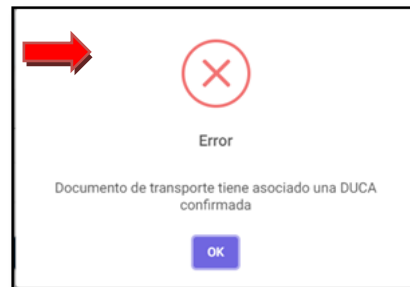 Error
Documento de transporte tiene asociado una DUCA
confirmada
OK